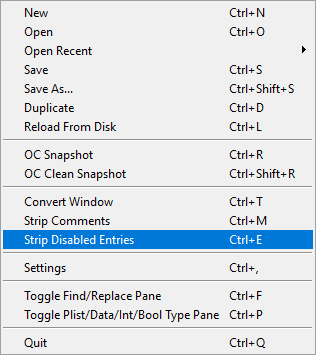 New Ctrl+N
Open Ctrl+O
Open Recent
Save Ctrl+S
Save As... Ctrl+Shift+S
Duplicate Ctrl+D
Reload From Disk Ctrl+L
OC Snapshot Ctrl+R
OC Clean Snapshot Ctrl+Shift+R
Convert Window Ctrl+T
Strip Comments Ctrl+M
Strip Disabled Entries Ctrl+E
Settings Ctrl+,
Toggle Find/Replace Pane Ctrl+F
Toggle Plist/Data/Int/Bool Type Pane Ctrl+P
Quit Ctrl+Q